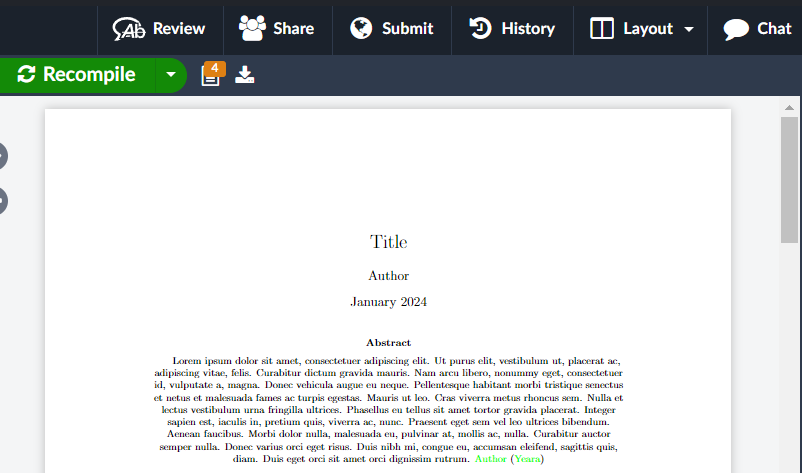 Review Share Submit History Layout Chat
Recompile 4
Title
Author
January 2024
Abstract
Lorem ipsum dolor sit amet, consectetuer adipiscing elit. Ut purus elit, vestibulum ut, placerat ac,
adipiscing vitae, felis. Curabitur dictum gravida mauris. Nam arcu libero, nonummy eget, consectetuer
id, vulputate a, magna. Donec vehicula augue eu neque. Pellentesque habitant morbi tristique senectus
et netus et malesuada fames ac turpis egestas. Mauris ut leo. Cras viverra metus rhoncus sem. Nulla et
lectus vestibulum urna fringilla ultrices. Phasellus eu tellus sit amet tortor gravida placerat. Integer
sapien est, iaculis in, pretium quis, viverra ac, nunc. Praesent eget sem vel leo ultrices bibendum.
Aenean faucibus. Morbi dolor nulla, malesuada eu, pulvinar at, mollis ac, nulla. Curabitur auctor
semper nulla. Donec varius orci eget risus. Duis nibh mi, congue eu, accumsan eleifend, sagittis quis,
diam. Duis eget orci sit amet orci dignissim rutrum. Author (Yeara)